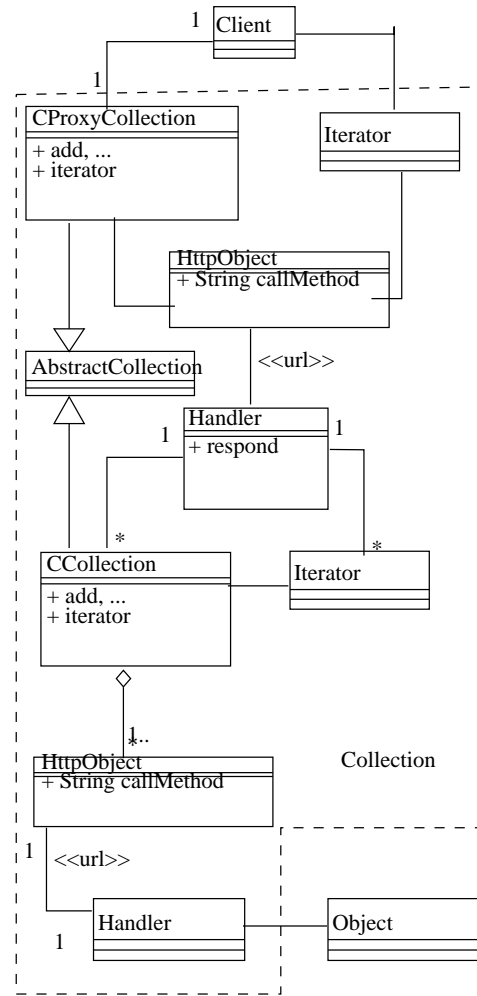 1
Client
1
CProxyCollection
+ add, ...
+ iterator
Iterator
HttpObject
+ String callMethod
<<url>>
AbstractCollection
Handler
+ respond
1
1
*
*
CCollection
+ add, ...
+ iterator
Iterator
1..
*
HttpObject
+ String callMethod
Collection
1
<<url>>
Handler
Object
1